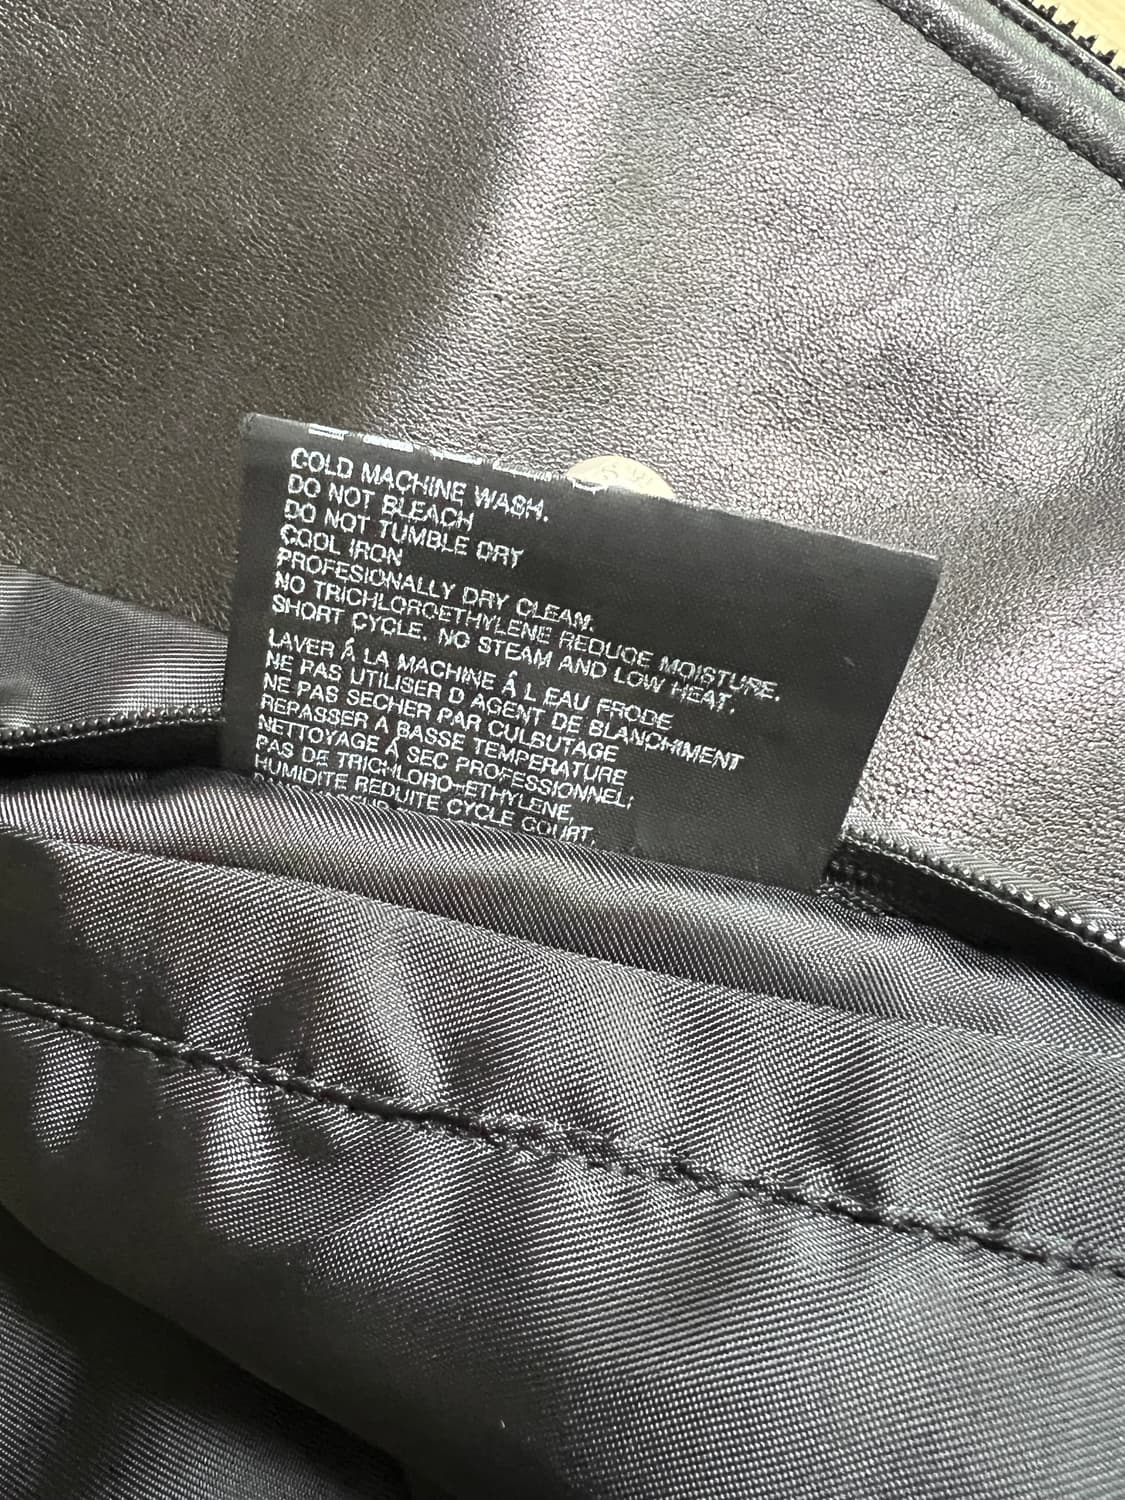 COLD MACHINE WASH.
DO NOT BLEACH
DO NOT TUMBLE DRY
COOL IRON
PROFESIONALLY DRY CLEAN.
NO TRICHLOROETHYLENE REDUCE MOISTURE.
SHORT CYCLE. NO STEAM AND LOW HEAT.
LAVER Á LA MACHINE Á L EAU FRODE
NE PAS UTILISER D AGENT DE BLANCHIMENT
NE PAS SECHER PAR CULBUTAGE
REPASSER A BASSE TEMPERATURE
NETTOYAGE Á SEC PROFESSIONNEL;
PAS DE TRICHLORO-ETHYLENE,
HUMIDITE REDUITE CYCLE COURT,